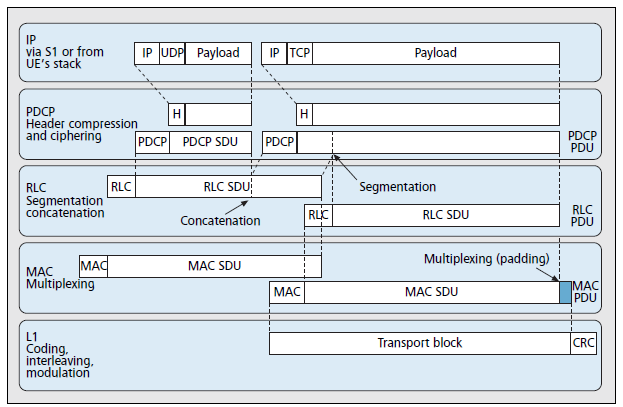 IP
via S1 or from
UE's stack
IP UDP Payload
IP TCP Payload
PDCP
Header compression
and ciphering
H
H
PDCP PDCP SDU
PDCP
PDCP
PDU
RLC
Segmentation
concatenation
RLC RLC SDU
Segmentation
Concatenation
RLC RLC SDU
RLC
PDU
MAC
Multiplexing
MAC MAC SDU
Multiplexing (padding)
MAC MAC SDU
MAC
PDU
L1
Coding,
interleaving,
modulation
Transport block CRC